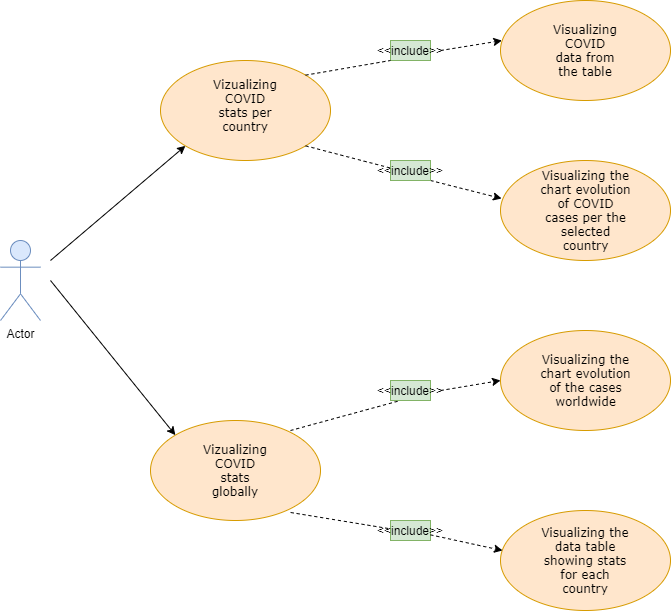 Visualizing
COVID
data from
the table
<<include>>
Vizualizing
COVID
stats per
country
<<include>>
Visualizing the
chart evolution
of COVID
cases per the
selected
country
Actor
Visualizing the
chart evolution
of the cases
worldwide
<<include>>
Vizualizing
COVID
stats
globally
<<include>>
Visualizing the
data table
showing stats
for each
country